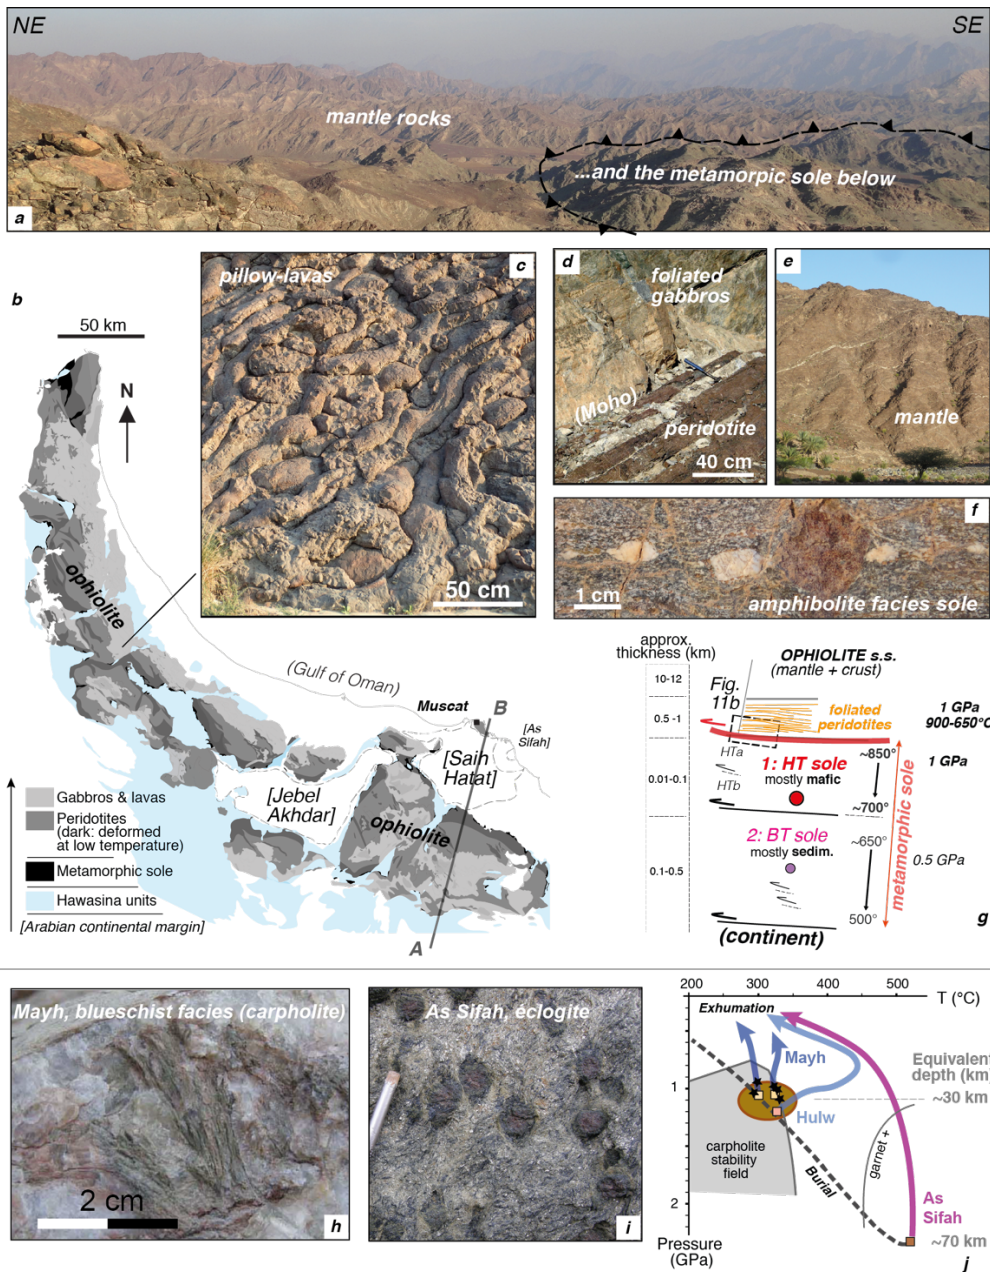 NE
SE
mantle rocks
...and the metamorpic sole below
a
b
50 km
N
ophiolite
(Gulf of Oman)
Muscat
B
[As
Sifah]
[Saih
Hatat]
[Jebel
Akhdar]
ophiolite
A
Gabbros & lavas
Peridotites
(dark: deformed
at low temperature)
Metamorphic sole
Hawasina units
[Arabian continental margin]
pillow-lavas
c
50 cm
d
foliated
gabbros
(Moho)
peridotite
40 cm
e
mantle
f
1 cm
amphibolite facies sole
approx.
thickness (km)
10-12
0.5 -1
0.01-0.1
0.1-0.5
OPHIOLITE s.s.
(mantle + crust)
Fig.
11b
foliated
peridotites
1 GPa
900-650°C
HTa
HTb
1: HT sole
mostly mafic
~850°
1 GPa
~700°
2: BT sole
mostly sedim.
~650°
0.5 GPa
500°
metamorphic sole
(continent)
g
Mayh, blueschist facies (carpholite)
2 cm
h
As Sifah, eclogite
i
200
300
400
500
T (°C)
Exhumation
Mayh
Hulw
Equivalent
depth (km)
1
~30 km
carpholite
stability
field
garnet +
Burial
As
Sifah
2
~70 km
Pressure
(GPa)
j